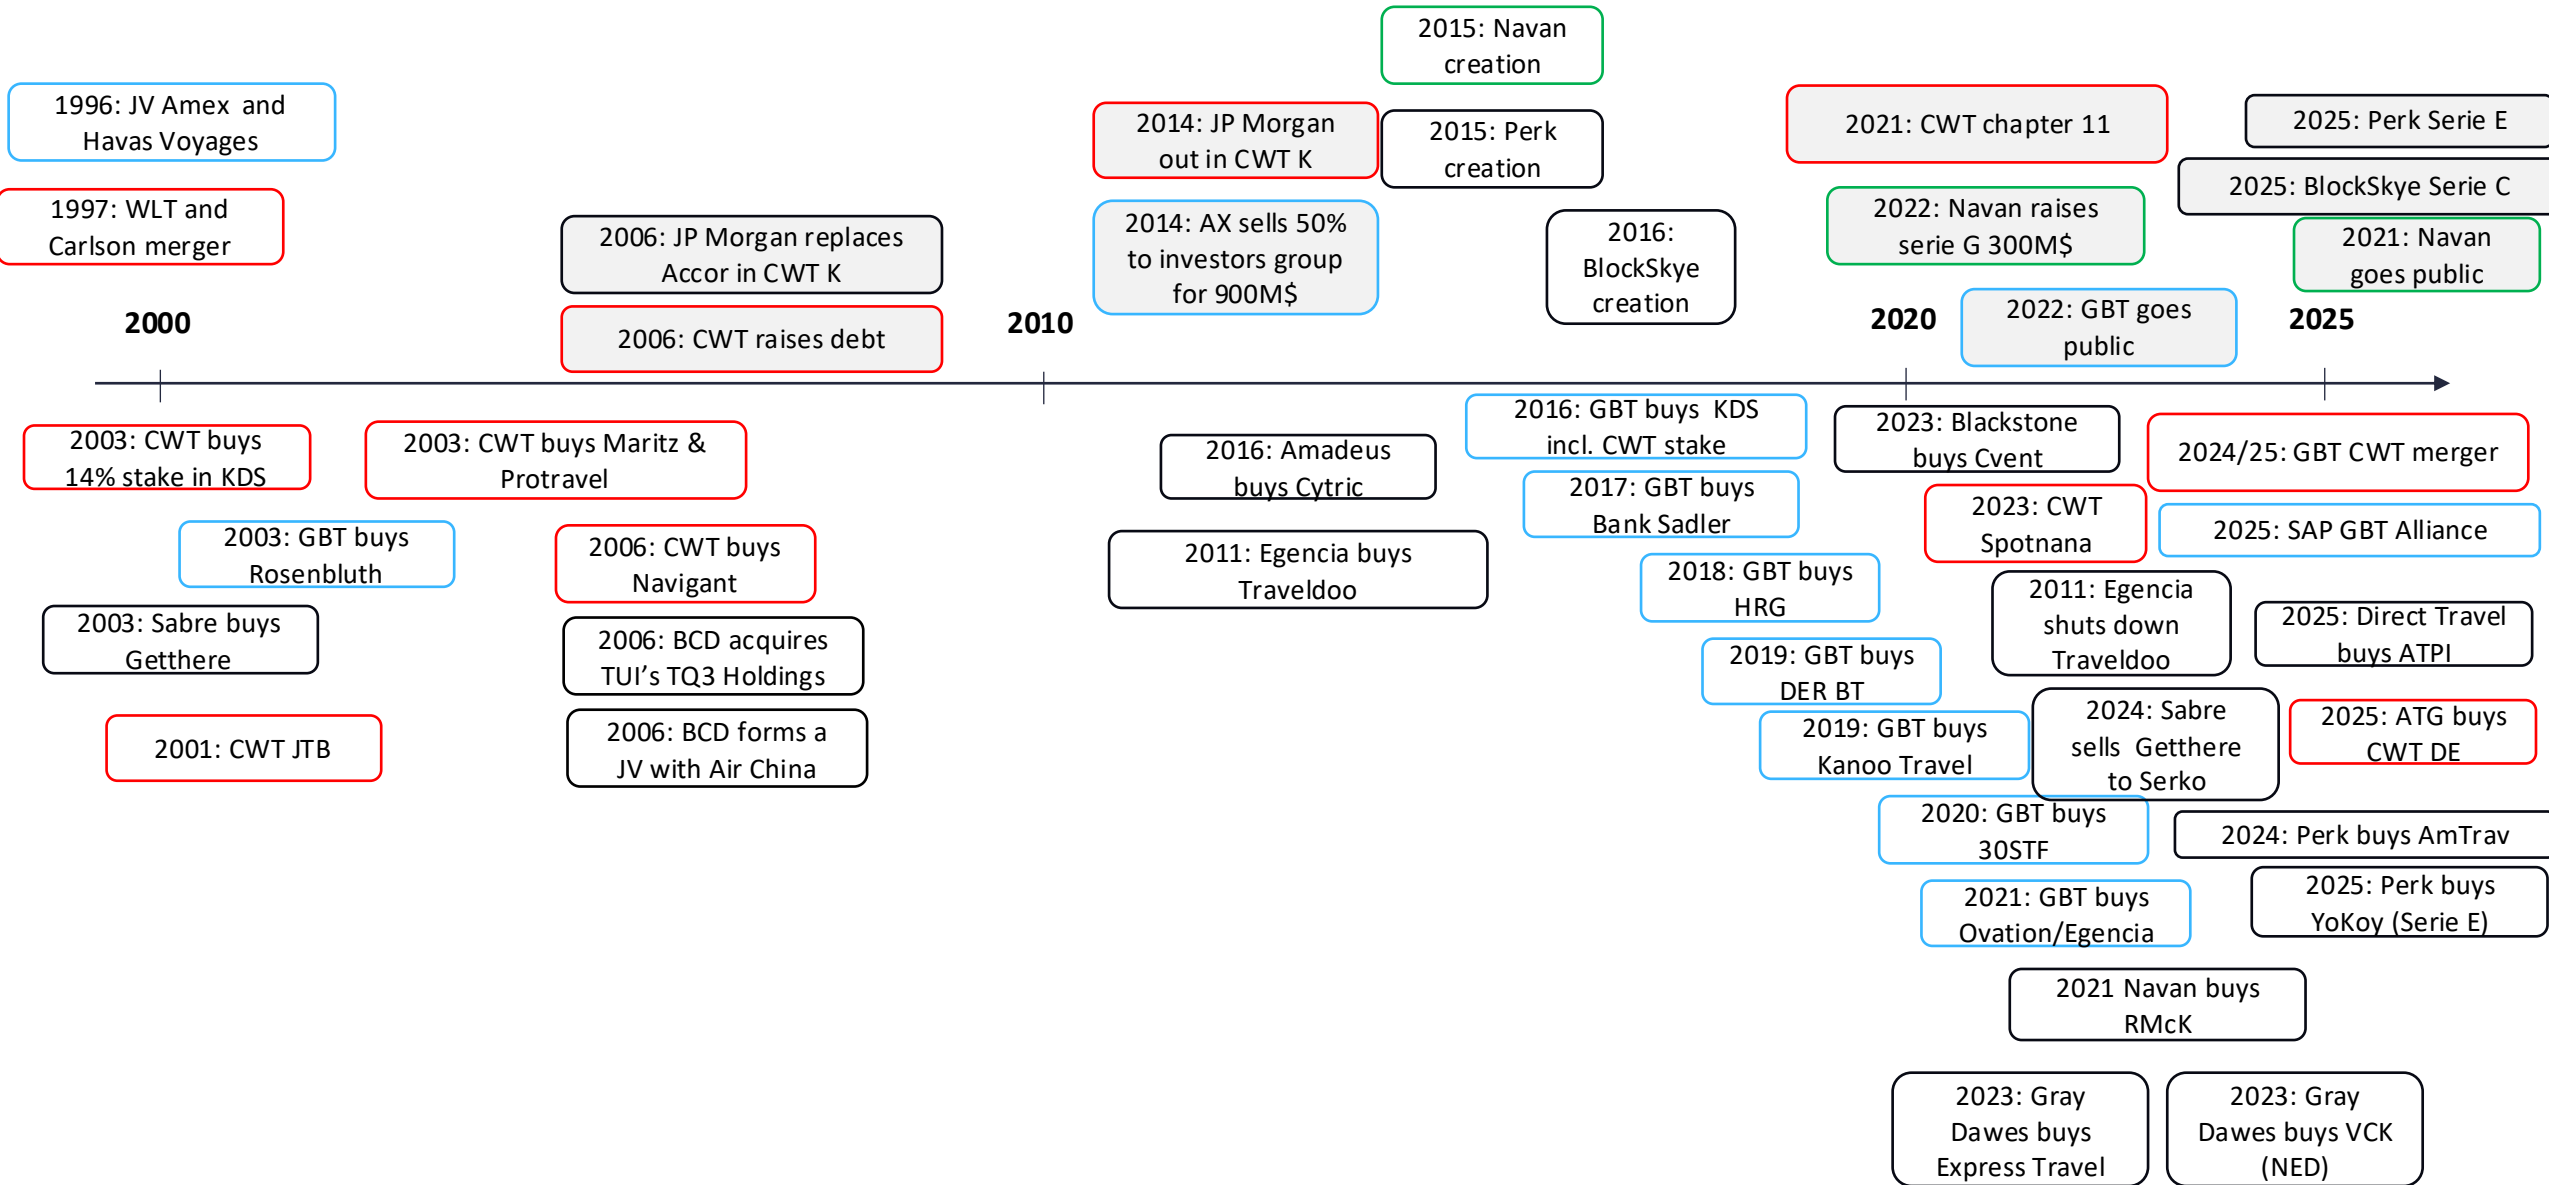 2015: Navan
creation
1996: JV Amex  and
Havas Voyages
2014: JP Morgan
out in CWT K
2015: Perk
creation
2021: CWT chapter 11
2025: Perk Serie E
1997: WLT and
Carlson merger
2006: JP Morgan replaces
Accor in CWT K
2014: AX sells 50%
to investors group
for 900M$
2016:
BlockSkye
creation
2022: Navan raises
serie G 300M$
2025: BlockSkye Serie C
2021: Navan
goes public
2006: CWT raises debt
2022: GBT goes
public
2000
2010
2020
2025
2003: CWT buys
14% stake in KDS
2003: CWT buys Maritz &
Protravel
2016: Amadeus
buys Cytric
2016: GBT buys  KDS
incl. CWT stake
2023: Blackstone
buys Cvent
2024/25: GBT CWT merger
2003: GBT buys
Rosenbluth
2006: CWT buys
Navigant
2011: Egencia buys
Traveldoo
2017: GBT buys
Bank Sadler
2023: CWT
Spotnana
2025: SAP GBT Alliance
2003: Sabre buys
Getthere
2006: BCD acquires
TUI’s TQ3 Holdings
2018: GBT buys
HRG
2011: Egencia
shuts down
Traveldoo
2025: Direct Travel
buys ATPI
2001: CWT JTB
2006: BCD forms a
JV with Air China
2019: GBT buys
DER BT
2019: GBT buys
Kanoo Travel
2024: Sabre
sells  Getthere
to Serko
2025: ATG buys
CWT DE
2020: GBT buys
30STF
2024: Perk buys AmTrav
2021: GBT buys
Ovation/Egencia
2025: Perk buys
YoKoy (Serie E)
2021 Navan buys
RMcK
2023: Gray
Dawes buys
Express Travel
2023: Gray
Dawes buys VCK
(NED)